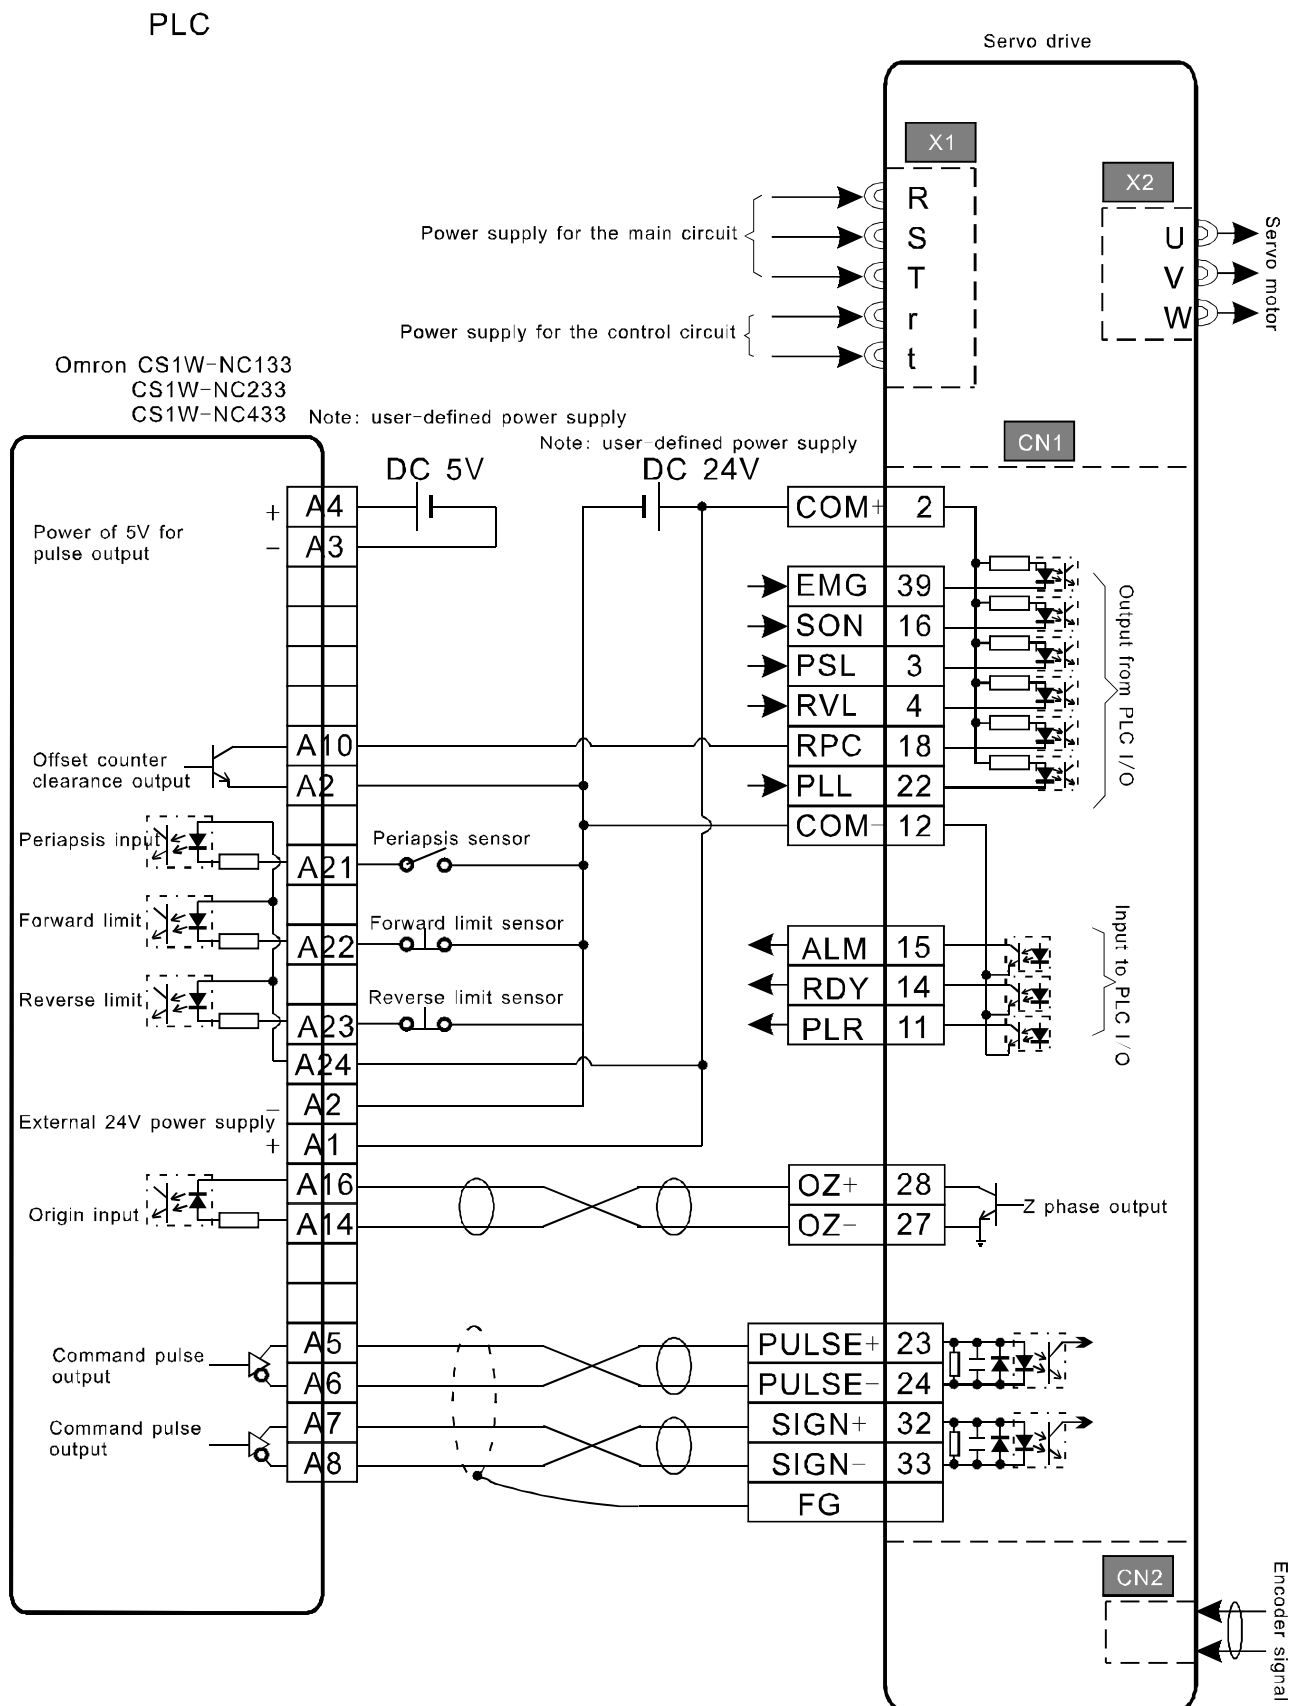 PLC
Servo drive
X1
X2
R
S
T
r
t
Power supply for the main circuit
Power supply for the control circuit
U
V
W
Servo motor
Omron CS1W-NC133
CS1W-NC233
CS1W-NC433
Note: user-defined power supply
Note: user-defined power supply
DC 5V
DC 24V
CN1
+ A4
- A3
Power of 5V for
pulse output
COM+ 2
EMG 39
SON 16
PSL 3
RVL 4
RPC 18
PLL 22
COM- 12
Output from PLC I/O
A10
A2
Offset counter
clearance output
Periapsis input
A21
Periapsis sensor
Forward limit
A22
Forward limit sensor
Reverse limit
A23
Reverse limit sensor
A24
ALM 15
RDY 14
PLR 11
Input to PLC I/O
External 24V power supply
- A2
+ A1
Origin input
A16
A14
OZ+ 28
OZ- 27
Z phase output
Command pulse
output
A5
A6
Command pulse
output
A7
A8
PULSE+ 23
PULSE- 24
SIGN+ 32
SIGN- 33
FG
CN2
Encoder signal